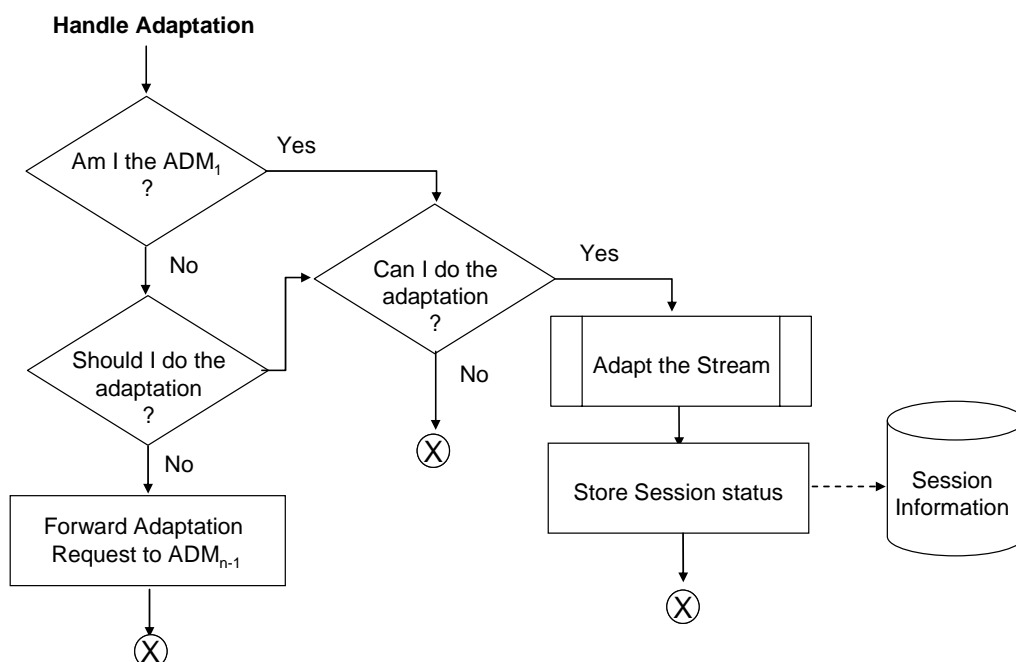 Handle Adaptation
Am I the ADM₁
?
Yes
No
Can I do the
adaptation
?
Yes
No
Should I do the
adaptation
?
No
Forward Adaptation
Request to ADMₙ₋₁
X
X
Adapt the Stream
Store Session status
Session
Information
X